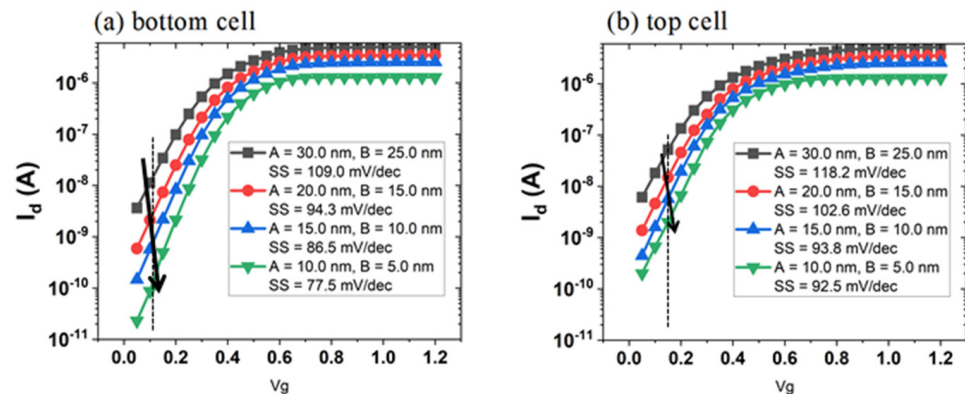 (a) bottom cell
10⁻⁶
10⁻⁷
10⁻⁸
10⁻⁹
10⁻¹⁰
10⁻¹¹
I_d (A)
A = 30.0 nm, B = 25.0 nm
SS = 109.0 mV/dec
A = 20.0 nm, B = 15.0 nm
SS = 94.3 mV/dec
A = 15.0 nm, B = 10.0 nm
SS = 86.5 mV/dec
A = 10.0 nm, B = 5.0 nm
SS = 77.5 mV/dec
0.0 0.2 0.4 0.6 0.8 1.0 1.2
Vg
(b) top cell
10⁻⁶
10⁻⁷
10⁻⁸
10⁻⁹
10⁻¹⁰
10⁻¹¹
I_d (A)
A = 30.0 nm, B = 25.0 nm
SS = 118.2 mV/dec
A = 20.0 nm, B = 15.0 nm
SS = 102.6 mV/dec
A = 15.0 nm, B = 10.0 nm
SS = 93.8 mV/dec
A = 10.0 nm, B = 5.0 nm
SS = 92.5 mV/dec
0.0 0.2 0.4 0.6 0.8 1.0 1.2
Vg